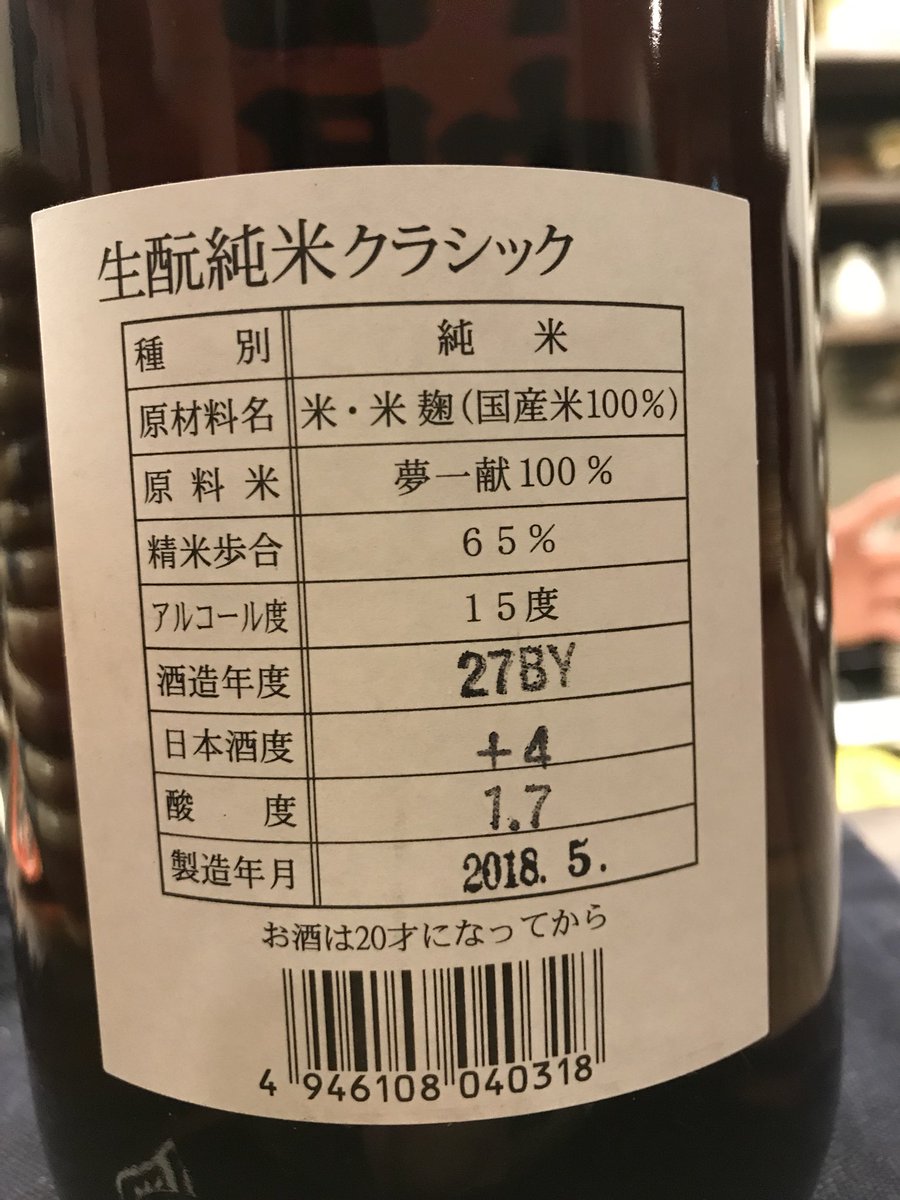 生酛純米クラシック
種別 純米
原材料名 米・米麹(国産米100%)
原料米 夢一献100%
精米歩合 65%
アルコール度 15度
酒造年度 27BY
日本酒度 +4
酸度 1.7
製造年月 2018.5.
お酒は20才になってから
4 946108 040318